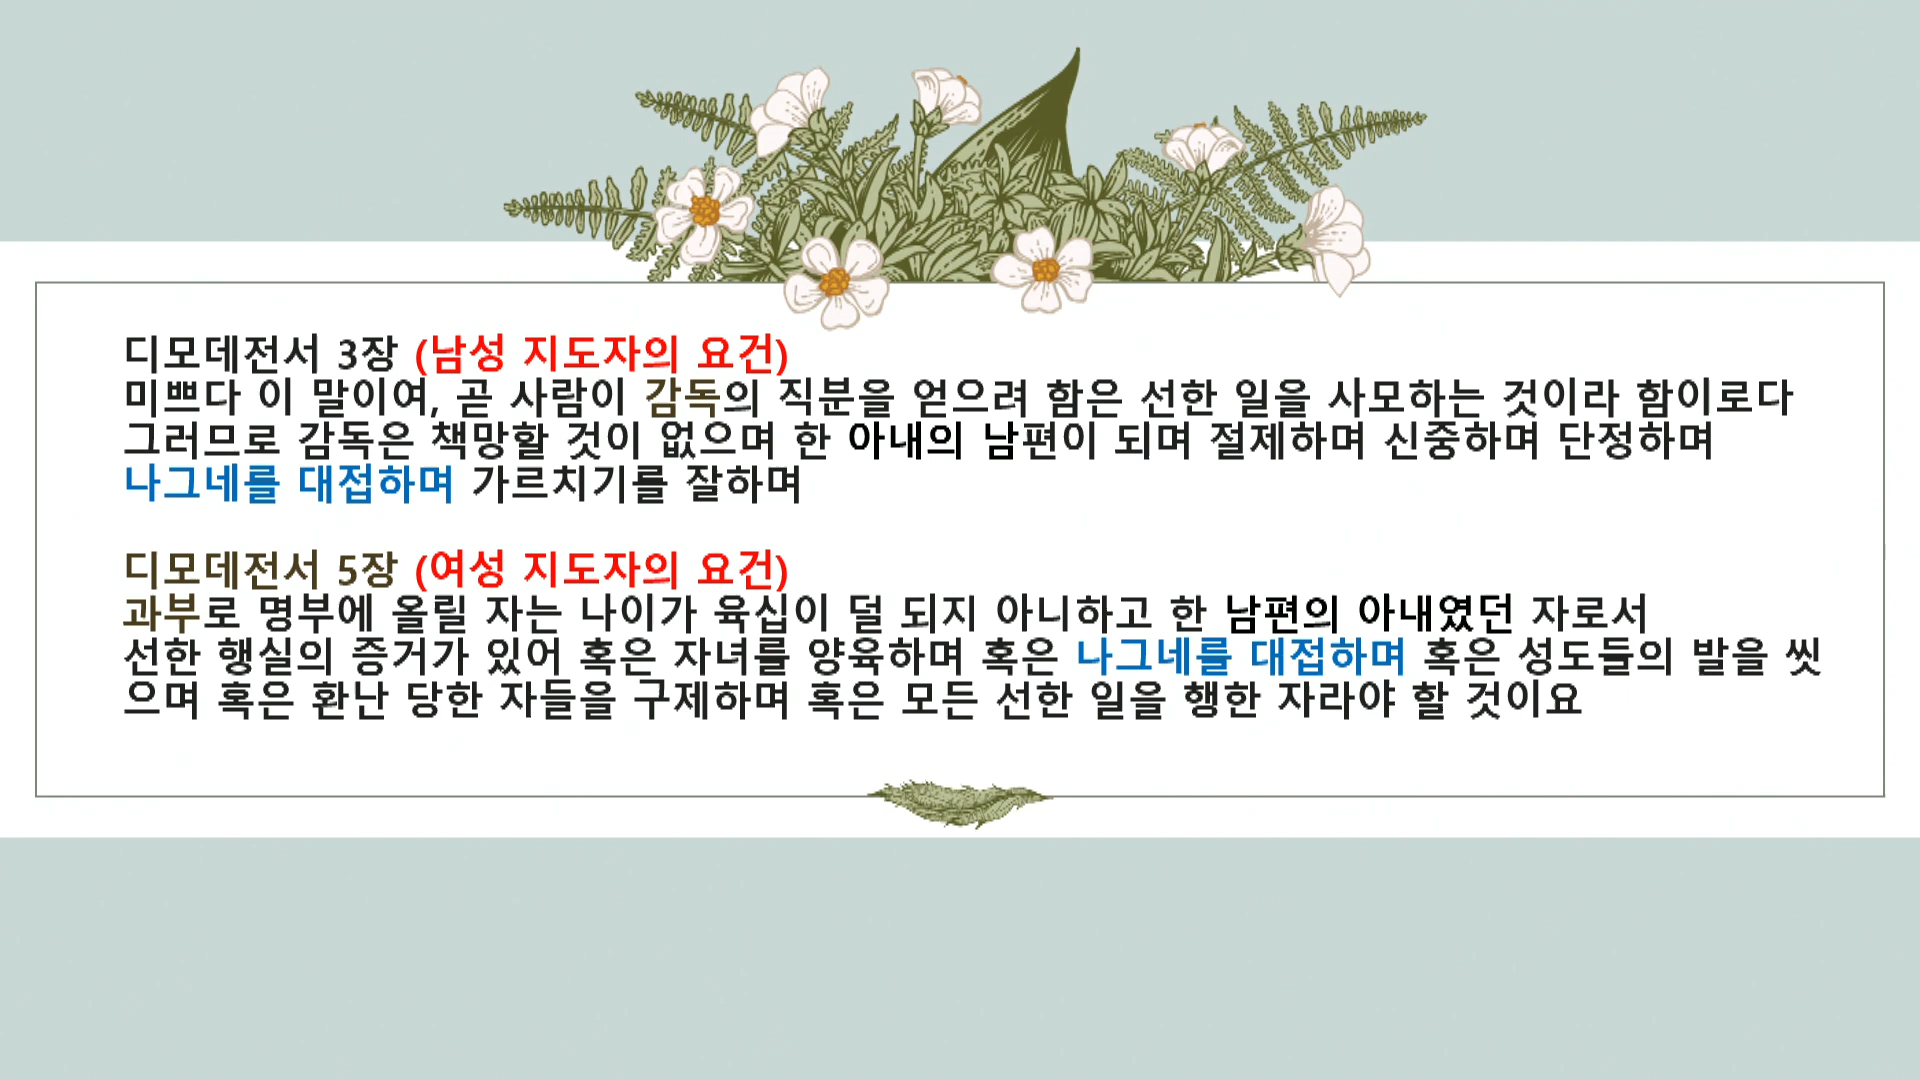 디모데전서 3장 (남성 지도자의 요건)
미쁘다 이 말이여, 곧 사람이 감독의 직분을 얻으려 함은 선한 일을 사모하는 것이라 함이로다
그러므로 감독은 책망할 것이 없으며 한 아내의 남편이 되며 절제하며 신중하며 단정하며
나그네를 대접하며 가르치기를 잘하며
디모데전서 5장 (여성 지도자의 요건)
과부로 명부에 올릴 자는 나이가 육십이 덜 되지 아니하고 한 남편의 아내였던 자로서
선한 행실의 증거가 있어 혹은 자녀를 양육하며 혹은 나그네를 대접하며 혹은 성도들의 발을 씻
으며 혹은 환난 당한 자들을 구제하며 혹은 모든 선한 일을 행한 자라야 할 것이요